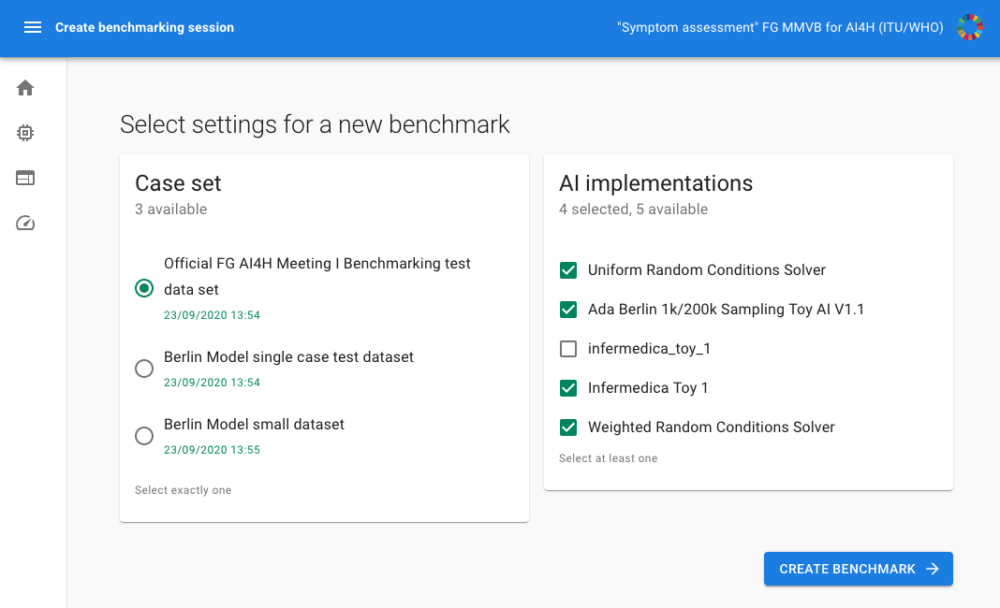 Create benchmarking session
"Symptom assessment" FG MMVB for AI4H (ITU/WHO)
Select settings for a new benchmark
Case set
3 available
Official FG AI4H Meeting I Benchmarking test
data set
23/09/2020 13:54
Berlin Model single case test dataset
23/09/2020 13:54
Berlin Model small dataset
23/09/2020 13:55
Select exactly one
AI implementations
4 selected, 5 available
Uniform Random Conditions Solver
Ada Berlin 1k/200k Sampling Toy AI V1.1
infermedica_toy_1
Infermedica Toy 1
Weighted Random Conditions Solver
Select at least one
CREATE BENCHMARK